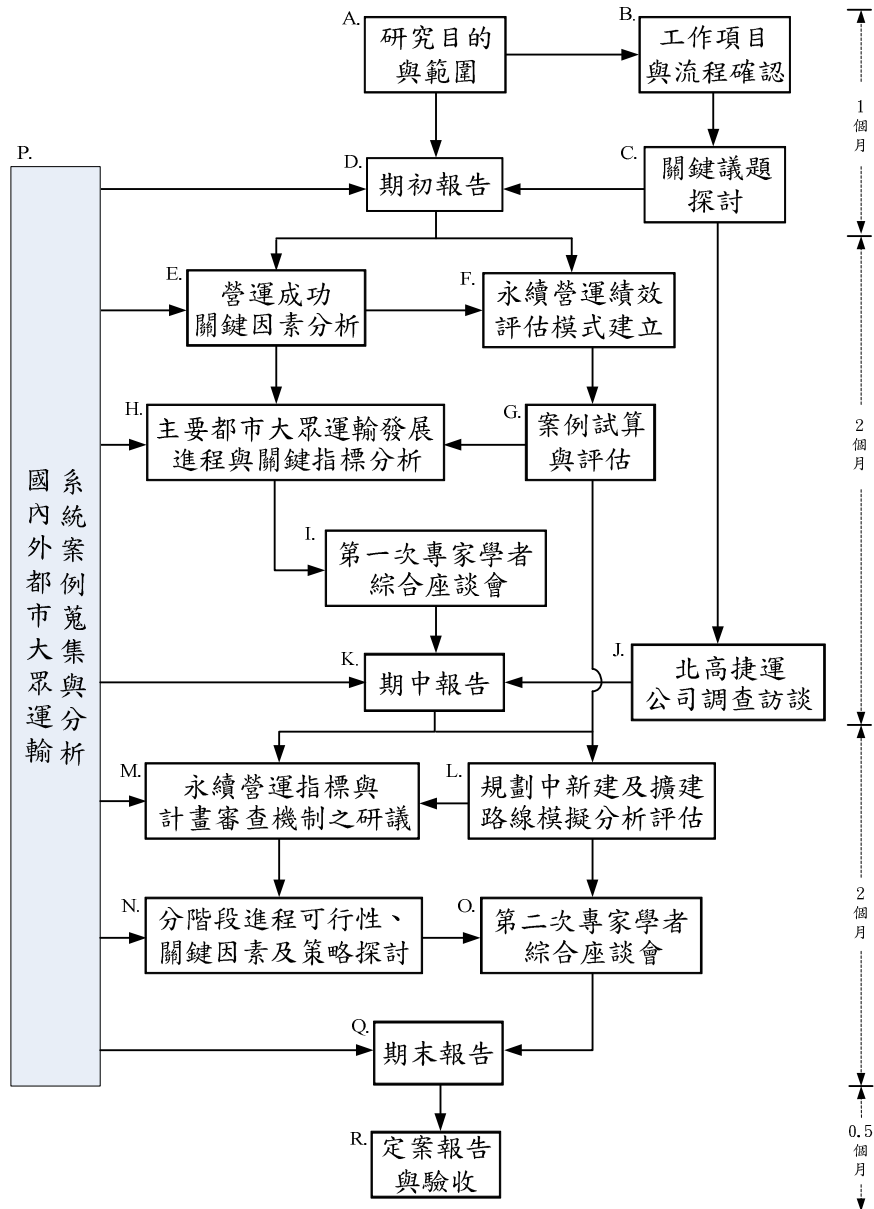 A.
研究目的
與範圍
B.
工作項目
與流程確認
C.
關鍵議題
探討
D.
期初報告
E.
營運成功
關鍵因素分析
F.
永續營運績效
評估模式建立
G.
案例試算
與評估
H.
主要都市大眾運輸發展
進程與關鍵指標分析
I.
第一次專家學者
綜合座談會
J.
北高捷運
公司調查訪談
K.
期中報告
L.
規劃中新建及擴建
路線模擬分析評估
M.
永續營運指標與
計畫審查機制之研議
N.
分階段進程可行性、
關鍵因素及策略探討
O.
第二次專家學者
綜合座談會
P.
國內外都市大眾運輸
系統案例蒐集與分析
Q.
期末報告
R.
定案報告
與驗收
1個月
2個月
2個月
0.5個月